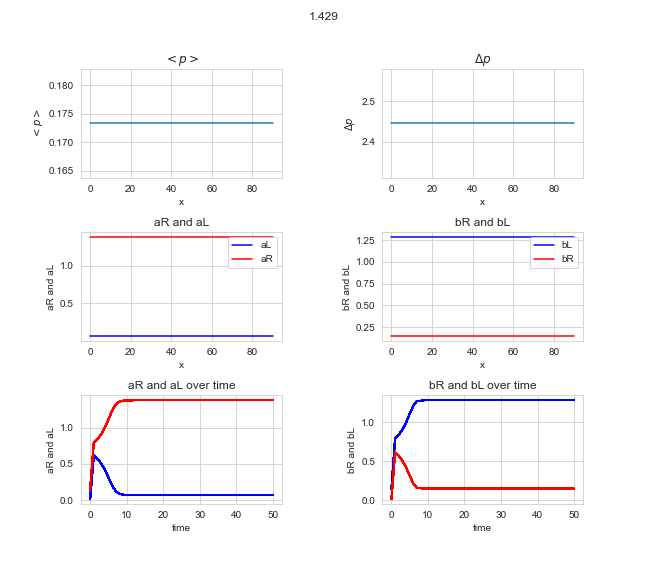 1.429
< p >
Δp
0.180
0.175
0.170
0.165
< p >
0 20 40 60 80
x
2.5
2.4
Δp
0 20 40 60 80
x
aR and aL
bR and bL
1.0
0.5
aR and aL
aL
aR
0 20 40 60 80
x
1.25
1.00
0.75
0.50
0.25
bR and bL
bL
bR
0 20 40 60 80
x
aR and aL over time
bR and bL over time
1.0
0.5
0.0
aR and aL
0 10 20 30 40 50
time
1.0
0.5
0.0
bR and bL
0 10 20 30 40 50
time